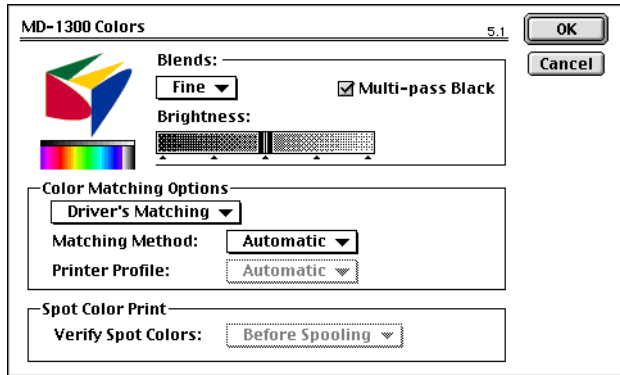 MD-1300 Colors 5.1
OK
Cancel
Blends:
Fine
Multi-pass Black
Brightness:
Color Matching Options
Driver's Matching
Matching Method: Automatic
Printer Profile: Automatic
Spot Color Print
Verify Spot Colors: Before Spooling